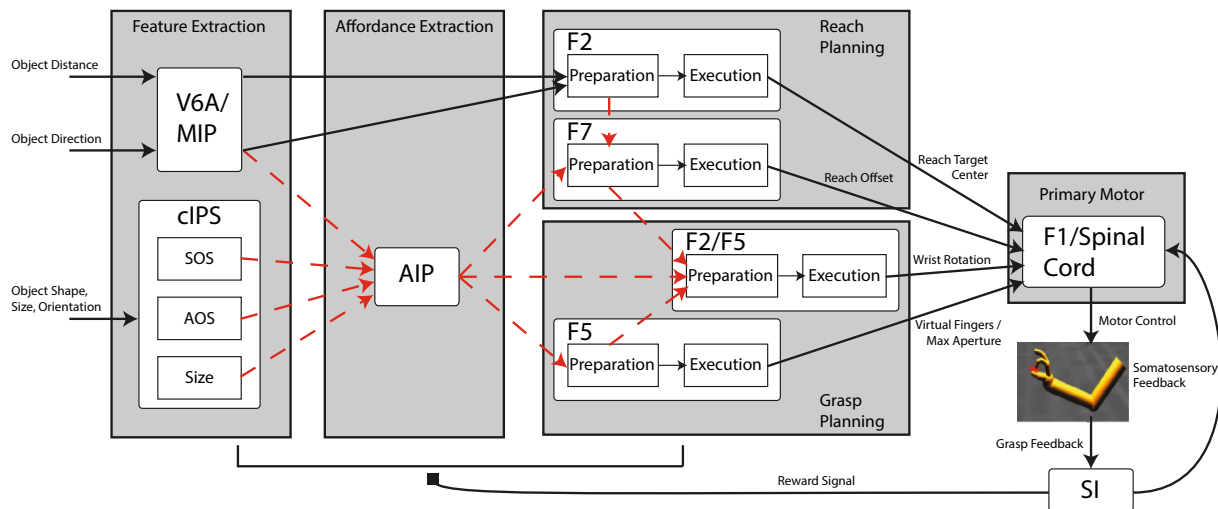 Feature Extraction
Affordance Extraction
Reach
Planning
Object Distance
Object Direction
V6A/
MIP
cIPS
SOS
AOS
Size
Object Shape,
Size, Orientation
AIP
F2
Preparation
Execution
F7
Preparation
Execution
F2/F5
Preparation
Execution
F5
Preparation
Execution
Grasp
Planning
Reach Target
Center
Reach Offset
Wrist Rotation
Virtual Fingers /
Max Aperture
Primary Motor
F1/Spinal
Cord
Motor Control
Somatosensory
Feedback
Grasp Feedback
SI
Reward Signal